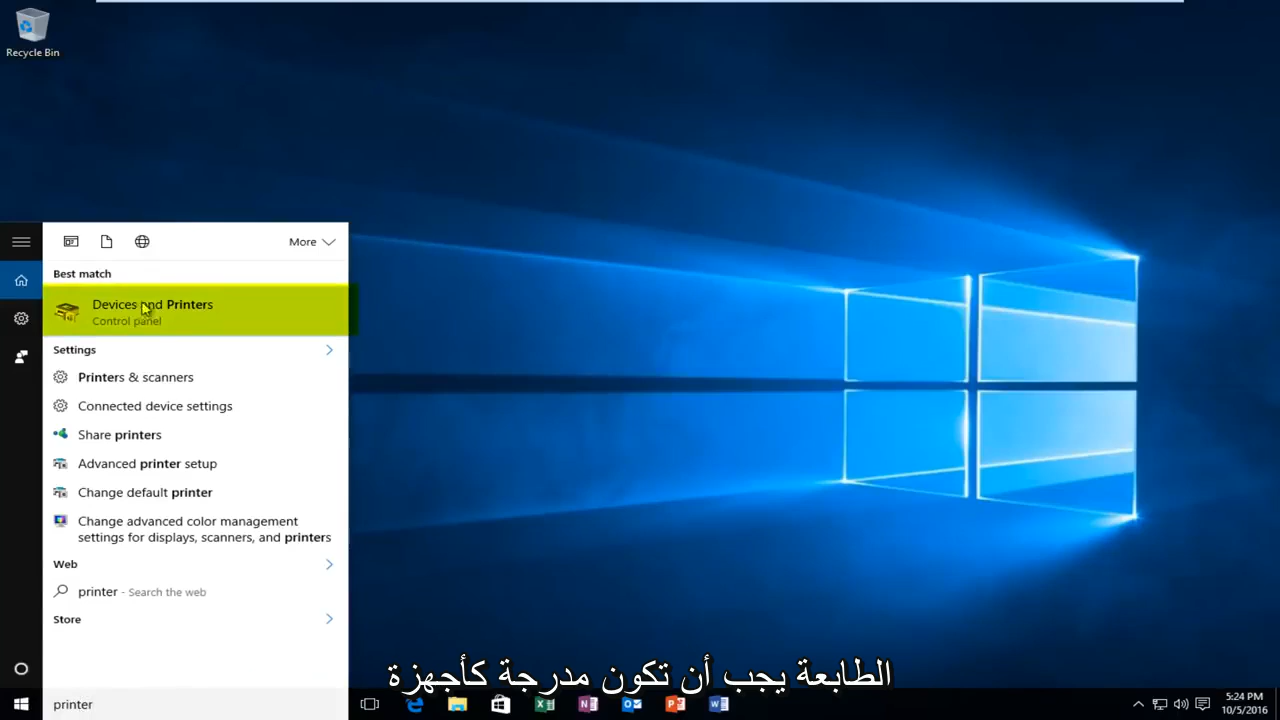 Recycle Bin
More
Best match
Devices and Printers
Control panel
Settings
Printers & scanners
Connected device settings
Share printers
Advanced printer setup
Change default printer
Change advanced color management
settings for displays, scanners, and printers
Web
printer - Search the web
Store
الطابعة يجب أن تكون مدرجة كأجهزة
printer
5:24 PM
10/5/2016